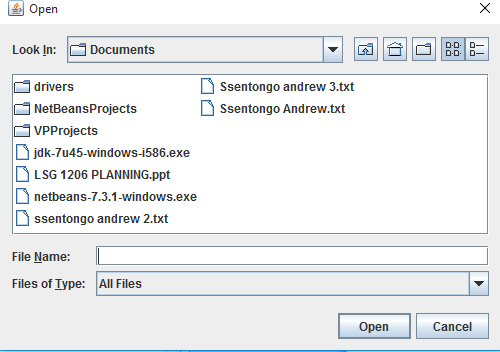 Open
Look In: Documents
drivers
NetBeansProjects
VPProjects
jdk-7u45-windows-i586.exe
LSG 1206 PLANNING.ppt
netbeans-7.3.1-windows.exe
ssentongo andrew 2.txt
Ssentongo andrew 3.txt
Ssentongo Andrew.txt
File Name:
Files of Type: All Files
Open Cancel